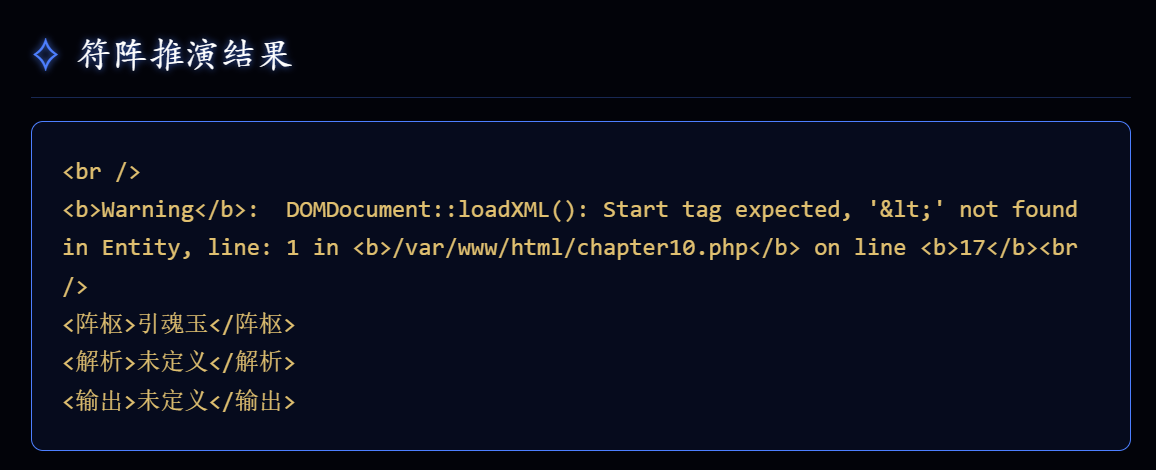 符阵推演结果
<br />
<b>Warning</b>:  DOMDocument::loadXML(): Start tag expected, '&lt;' not found
in Entity, line: 1 in <b>/var/www/html/chapter10.php</b> on line <b>17</b><br
/>
<阵枢>引魂玉</阵枢>
<解析>未定义</解析>
<输出>未定义</输出>